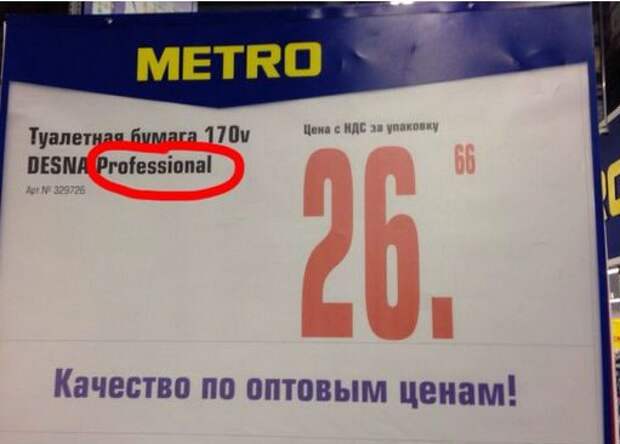 METRO
Туалетная бумага 170v
DESNA Professional
Арт № 329726
Цена с НДС за упаковку
26.66
Качество по оптовым ценам!